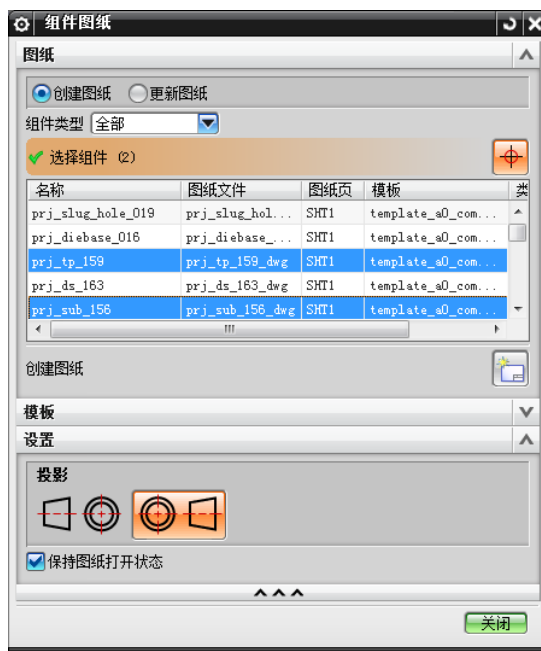 组件图纸
图纸
创建图纸 更新图纸
组件类型 全部
选择组件 (2)
名称 图纸文件 图纸页 模板 类
prj_slug_hole_019 prj_slug_hol... SHT1 template_a0_com...
prj_diebase_016 prj_diebase_... SHT1 template_a0_com...
prj_tp_159 prj_tp_159_dwg SHT1 template_a0_com...
prj_ds_163 prj_ds_163_dwg SHT1 template_a0_com...
prj_sub_156 prj_sub_156_dwg SHT1 template_a0_com...
创建图纸
模板
设置
投影
保持图纸打开状态
关闭